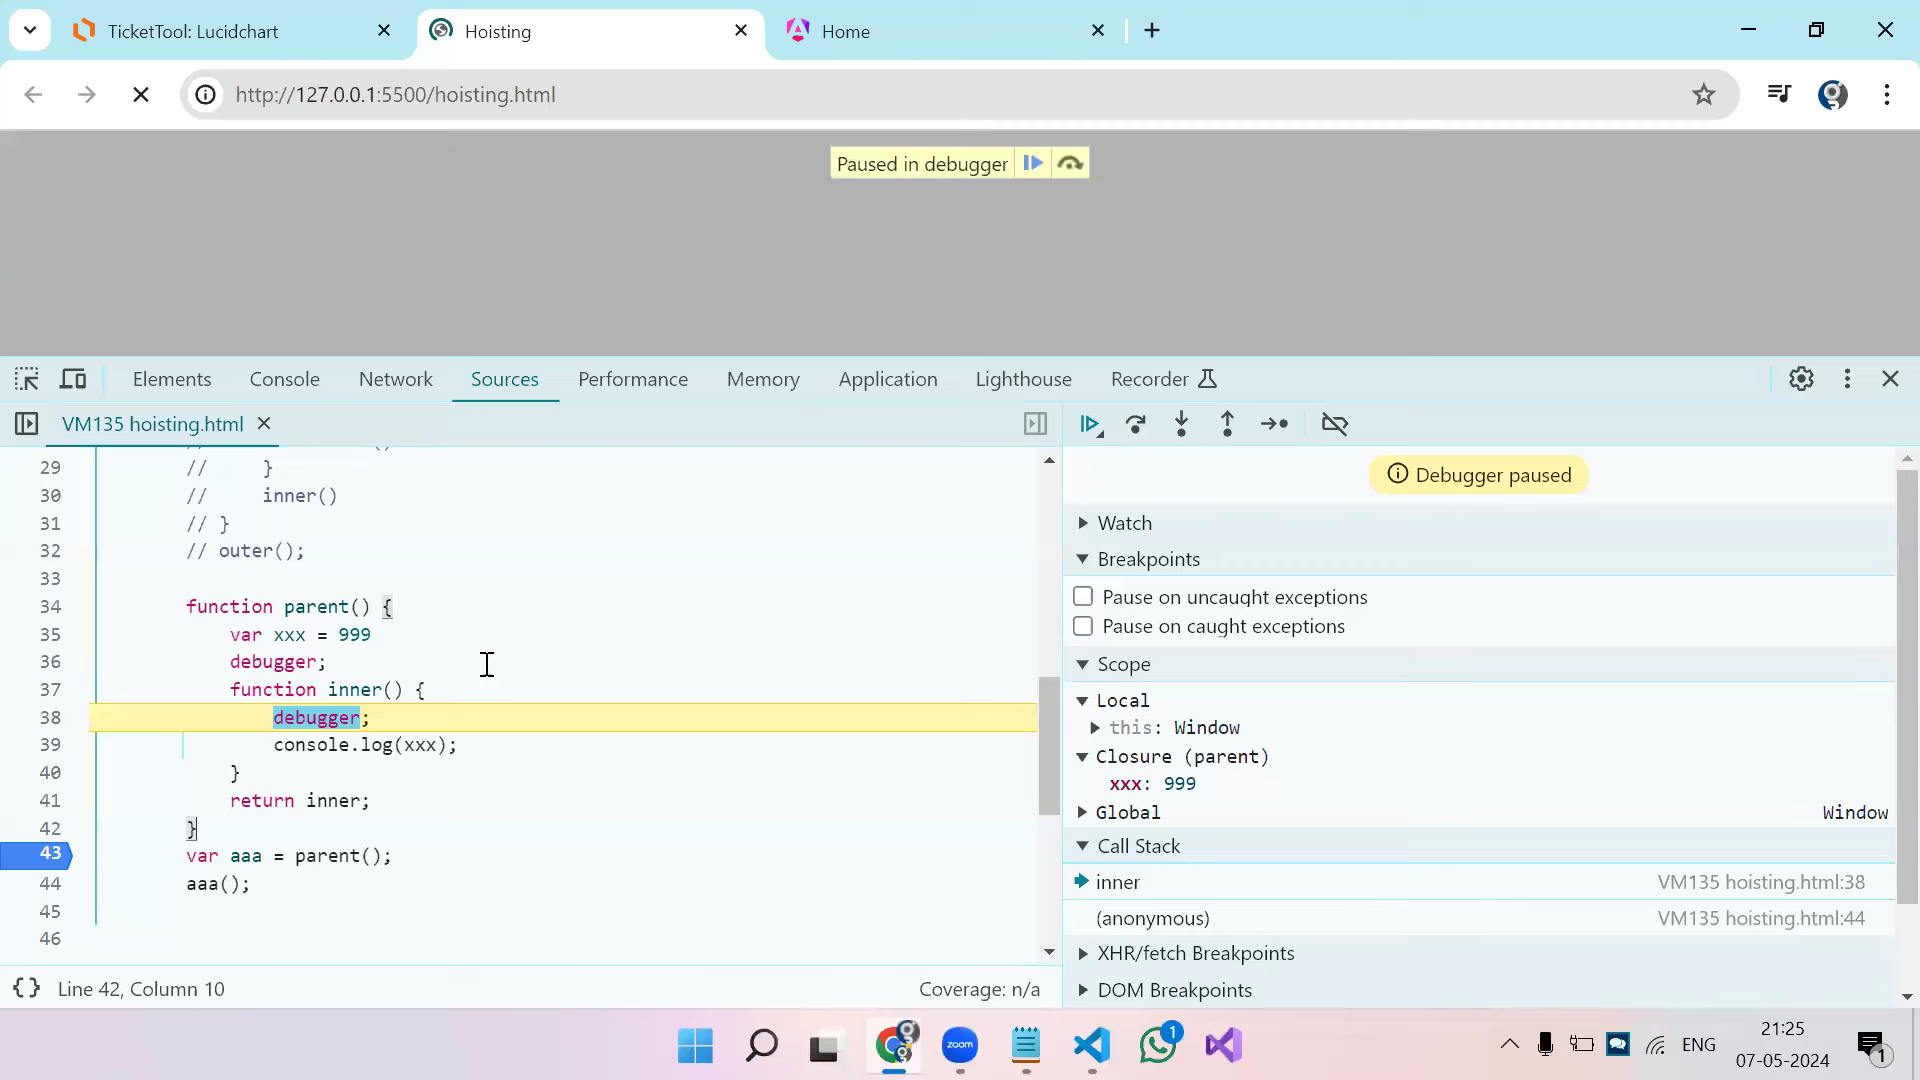 TicketTool: Lucidchart
Hoisting
Home
http://127.0.0.1:5500/hoisting.html
Paused in debugger
Elements Console Network Sources Performance Memory Application Lighthouse Recorder
VM135 hoisting.html
29 // }
30 // inner()
31 // }
32 // outer();
33
34 function parent() {
35 var xxx = 999
36 debugger;
37 function inner() {
38 debugger;
39 console.log(xxx);
40 }
41 return inner;
42 }
43 var aaa = parent();
44 aaa();
45
46
Line 42, Column 10
Coverage: n/a
Debugger paused
Watch
Breakpoints
Pause on uncaught exceptions
Pause on caught exceptions
Scope
Local
this: Window
Closure (parent)
xxx: 999
Global Window
Call Stack
inner VM135 hoisting.html:38
(anonymous) VM135 hoisting.html:44
XHR/fetch Breakpoints
DOM Breakpoints
zoom
1
ENG
21:25
07-05-2024
1